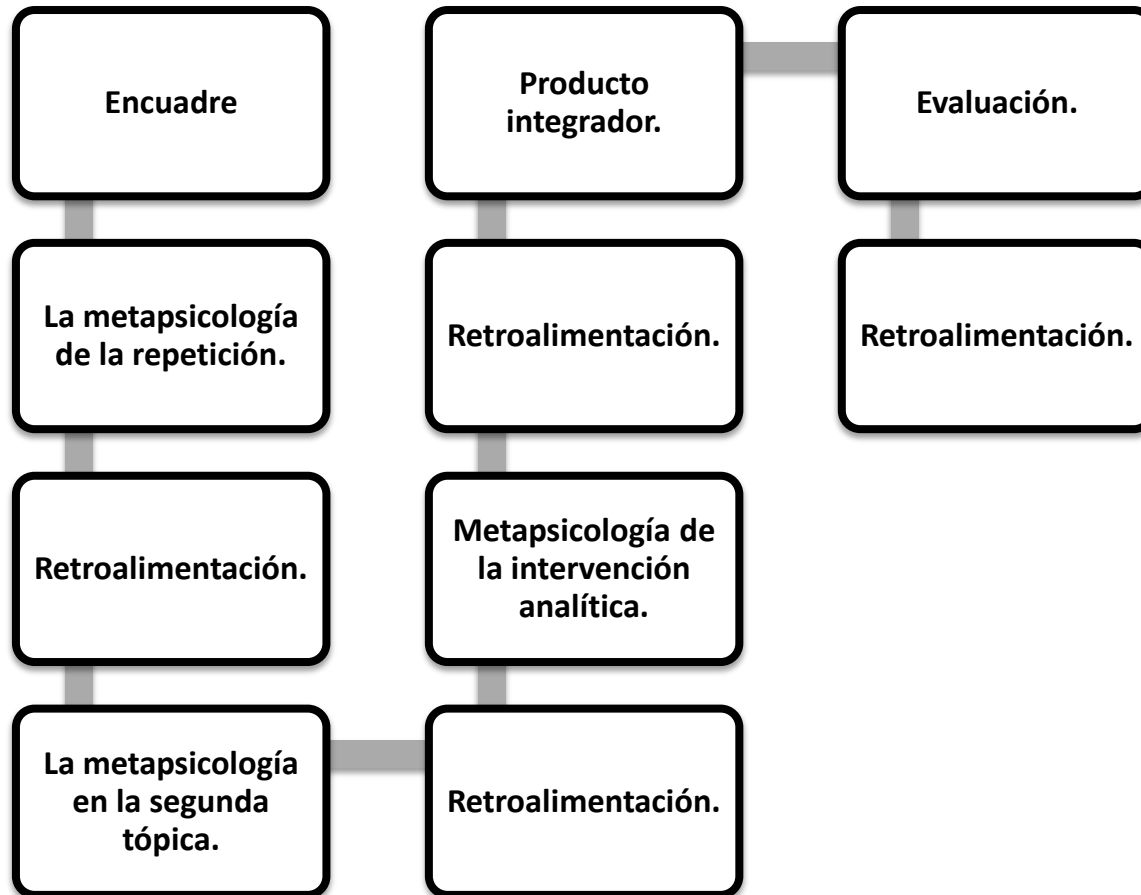 Encuadre
La metapsicología
de la repetición.
Retroalimentación.
La metapsicología
en la segunda
tópica.
Retroalimentación.
Metapsicología de
la intervención
analítica.
Retroalimentación.
Producto
integrador.
Evaluación.
Retroalimentación.